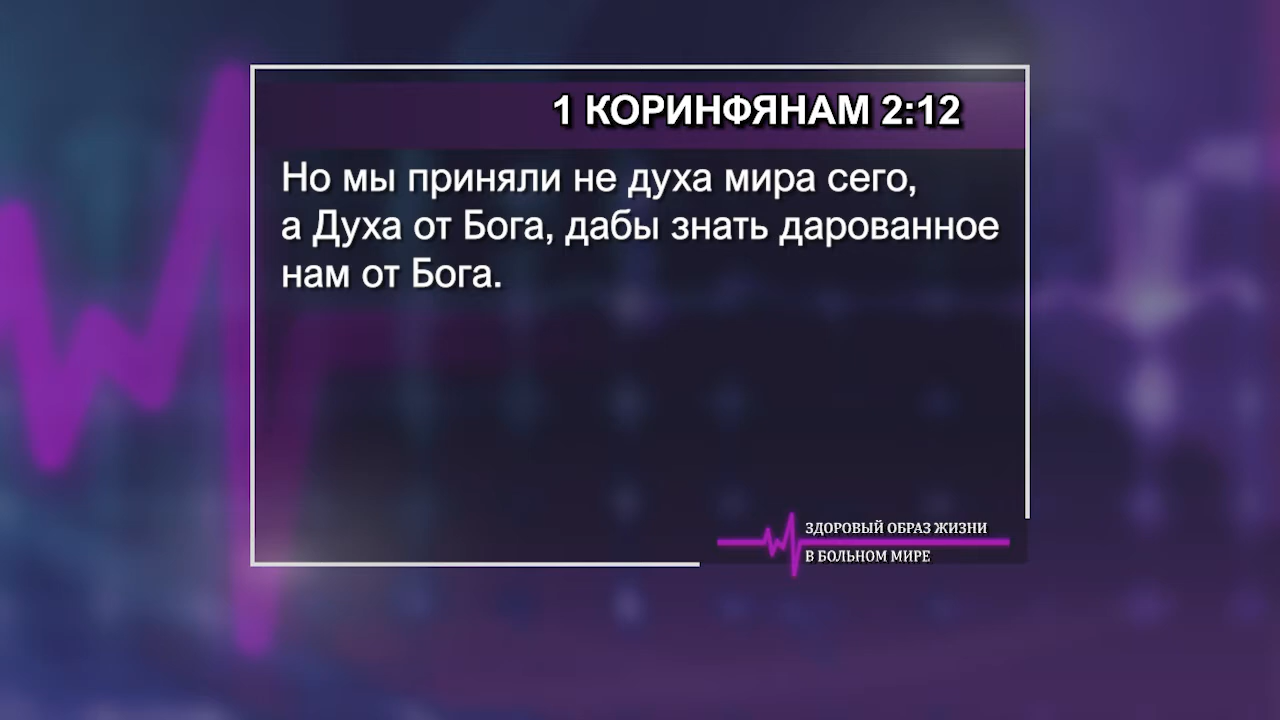 1 КОРИНФЯНАМ 2:12
Но мы приняли не духа мира сего,
а Духа от Бога, дабы знать дарованное
нам от Бога.
ЗДОРОВЫЙ ОБРАЗ ЖИЗНИ
В БОЛЬНОМ МИРЕ